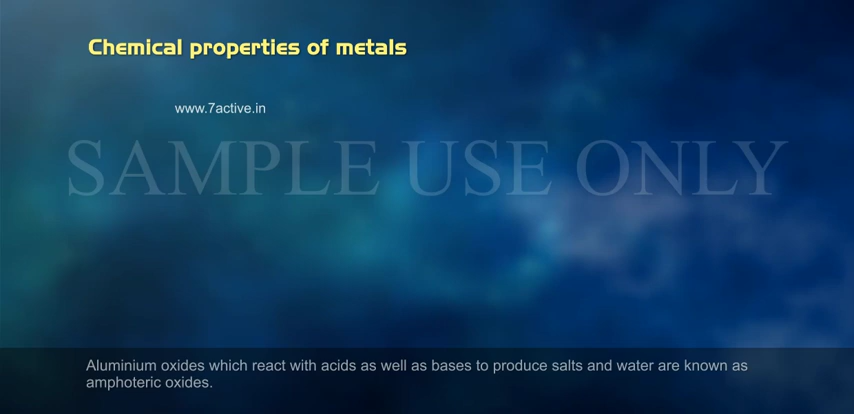 Chemical properties of metals
www.7active.in
SAMPLE USE ONLY
Aluminium oxides which react with acids as well as bases to produce salts and water are known as
amphoteric oxides.